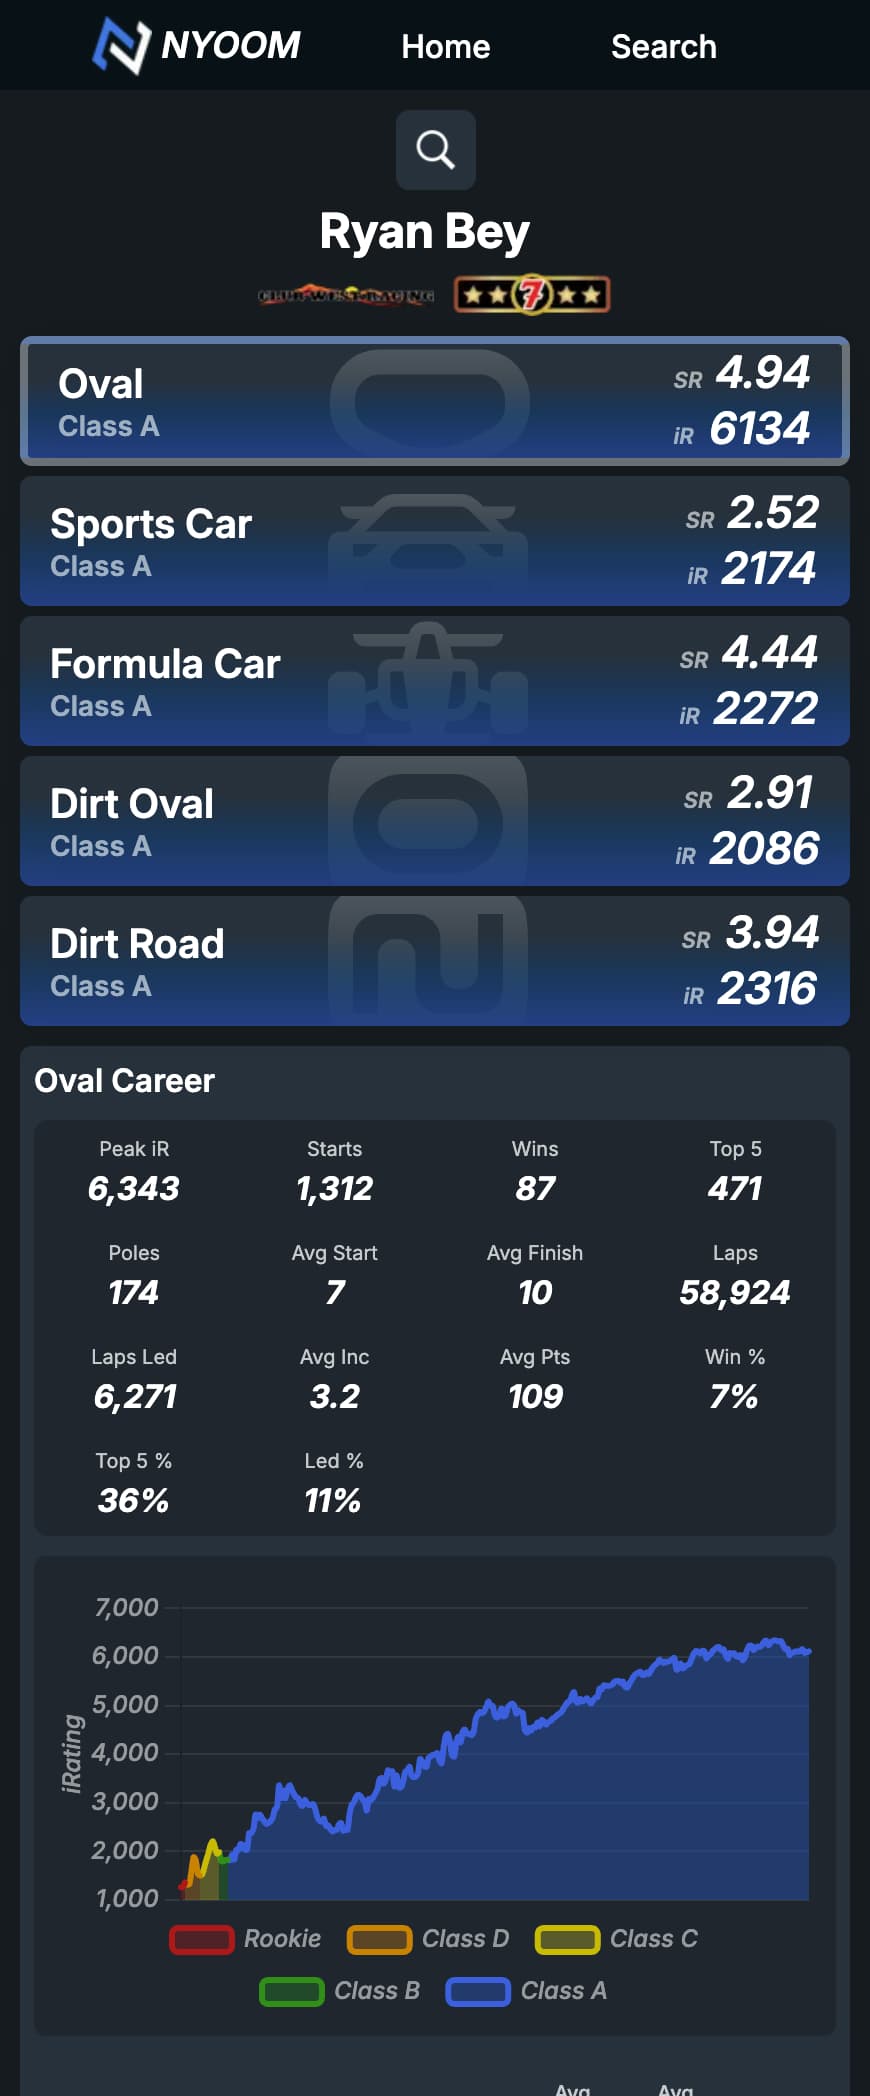 NYOOM Home Search
Ryan Bey
CLUB WEST RACING 7
Oval SR 4.94
Class A iR 6134
Sports Car SR 2.52
Class A iR 2174
Formula Car SR 4.44
Class A iR 2272
Dirt Oval SR 2.91
Class A iR 2086
Dirt Road SR 3.94
Class A iR 2316
Oval Career
Peak iR Starts Wins Top 5
6,343 1,312 87 471
Poles Avg Start Avg Finish Laps
174 7 10 58,924
Laps Led Avg Inc Avg Pts Win %
6,271 3.2 109 7%
Top 5 % Led %
36% 11%
7,000
6,000
5,000
4,000
3,000
2,000
1,000
iRating
Rookie Class D Class C
Class B Class A
Avg Avg